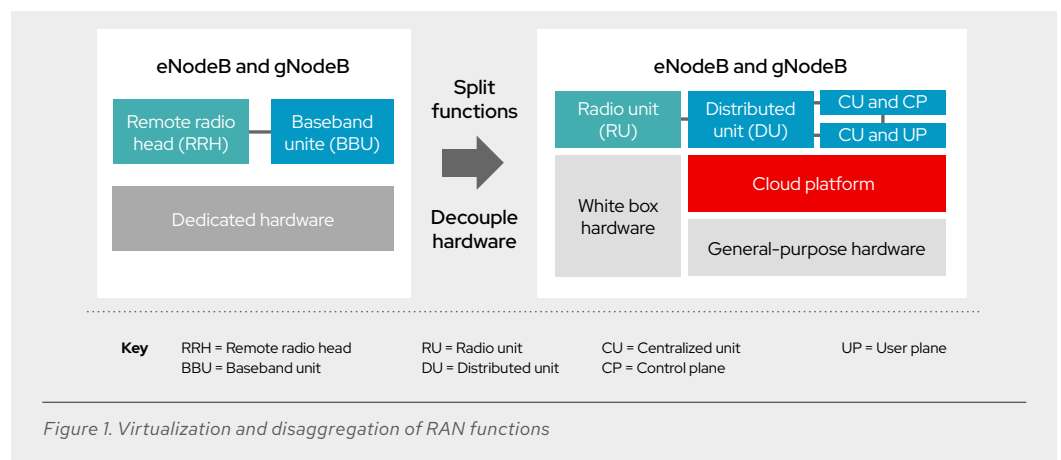 eNodeB and gNodeB
Remote radio
head (RRH)
Baseband
unite (BBU)
Dedicated hardware
Split
functions
Decouple
hardware
eNodeB and gNodeB
Radio unit
(RU)
Distributed
unit (DU)
CU and CP
CU and UP
White box
hardware
Cloud platform
General-purpose hardware
Key
RRH = Remote radio head
BBU = Baseband unit
RU = Radio unit
DU = Distributed unit
CU = Centralized unit
CP = Control plane
UP = User plane
Figure 1. Virtualization and disaggregation of RAN functions